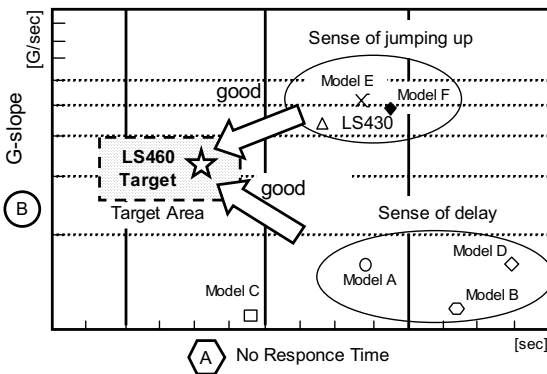 [G/sec]
G-slope
B
Sense of jumping up
Model E
Model F
good
LS430
LS460
Target
good
Target Area
Sense of delay
Model A
Model D
Model C
Model B
[sec]
A No Responce Time